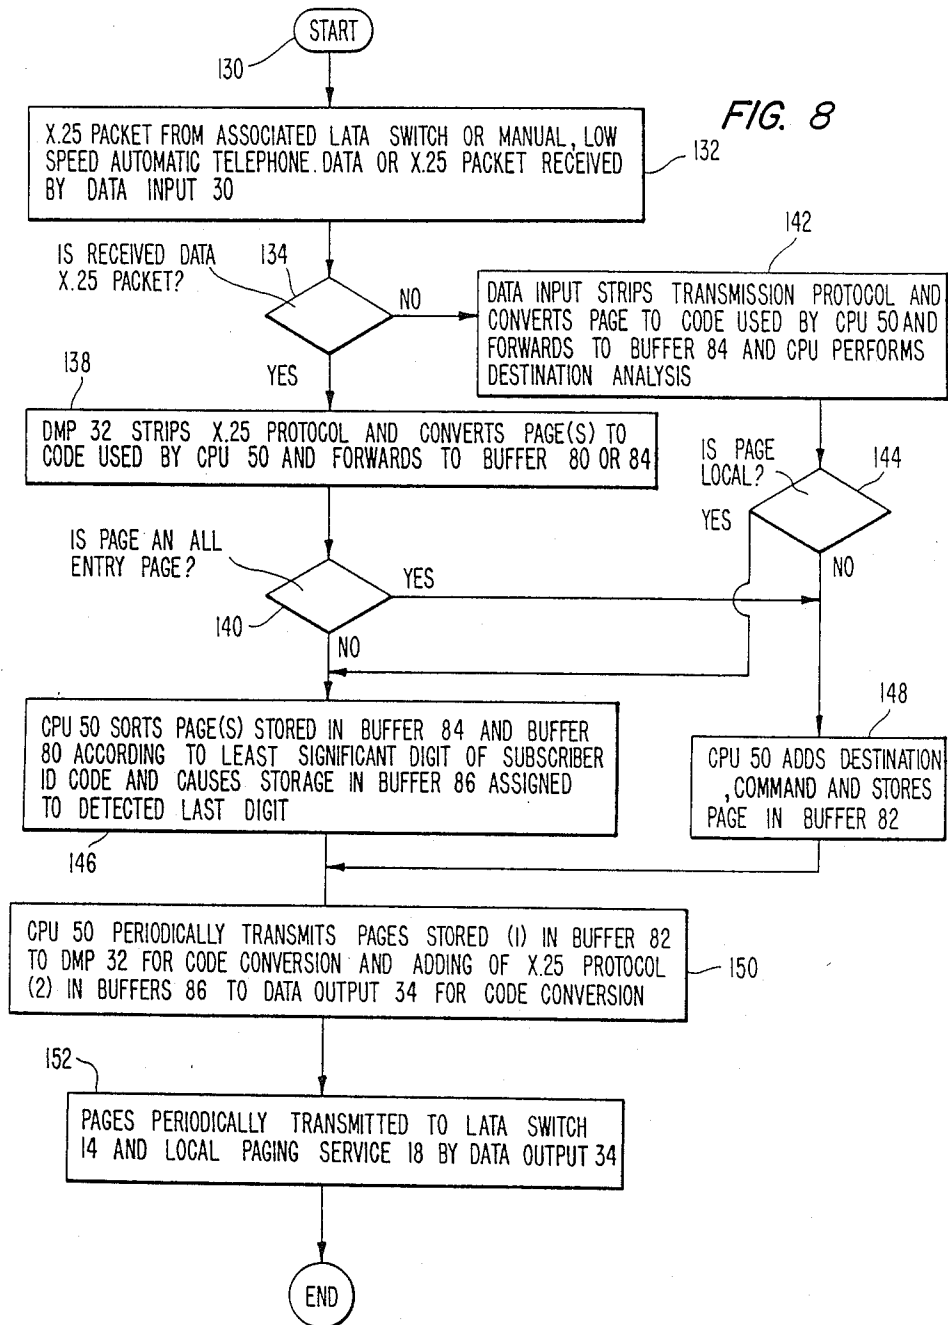 START
130
FIG. 8
X.25 PACKET FROM ASSOCIATED LATA SWITCH OR MANUAL, LOW
SPEED AUTOMATIC TELEPHONE. DATA OR X.25 PACKET RECEIVED
BY DATA INPUT 30
132
IS RECEIVED DATA
X.25 PACKET?
134
NO
YES
142
DATA INPUT STRIPS TRANSMISSION PROTOCOL AND
CONVERTS PAGE TO CODE USED BY CPU 50 AND
FORWARDS TO BUFFER 84 AND CPU PERFORMS
DESTINATION ANALYSIS
138
DMP 32 STRIPS X.25 PROTOCOL AND CONVERTS PAGE(S) TO
CODE USED BY CPU 50 AND FORWARDS TO BUFFER 80 OR 84
IS PAGE
LOCAL?
144
YES
NO
IS PAGE AN ALL
ENTRY PAGE?
YES
140
NO
CPU 50 SORTS PAGE(S) STORED IN BUFFER 84 AND BUFFER
80 ACCORDING TO LEAST SIGNIFICANT DIGIT OF SUBSCRIBER
ID CODE AND CAUSES STORAGE IN BUFFER 86 ASSIGNED
TO DETECTED LAST DIGIT
146
148
CPU 50 ADDS DESTINATION
,COMMAND AND STORES
PAGE IN BUFFER 82
CPU 50 PERIODICALLY TRANSMITS PAGES STORED (1) IN BUFFER 82
TO DMP 32 FOR CODE CONVERSION AND ADDING OF X.25 PROTOCOL
(2) IN BUFFERS 86 TO DATA OUTPUT 34 FOR CODE CONVERSION
150
152
PAGES PERIODICALLY TRANSMITTED TO LATA SWITCH
14 AND LOCAL PAGING SERVICE 18 BY DATA OUTPUT 34
END